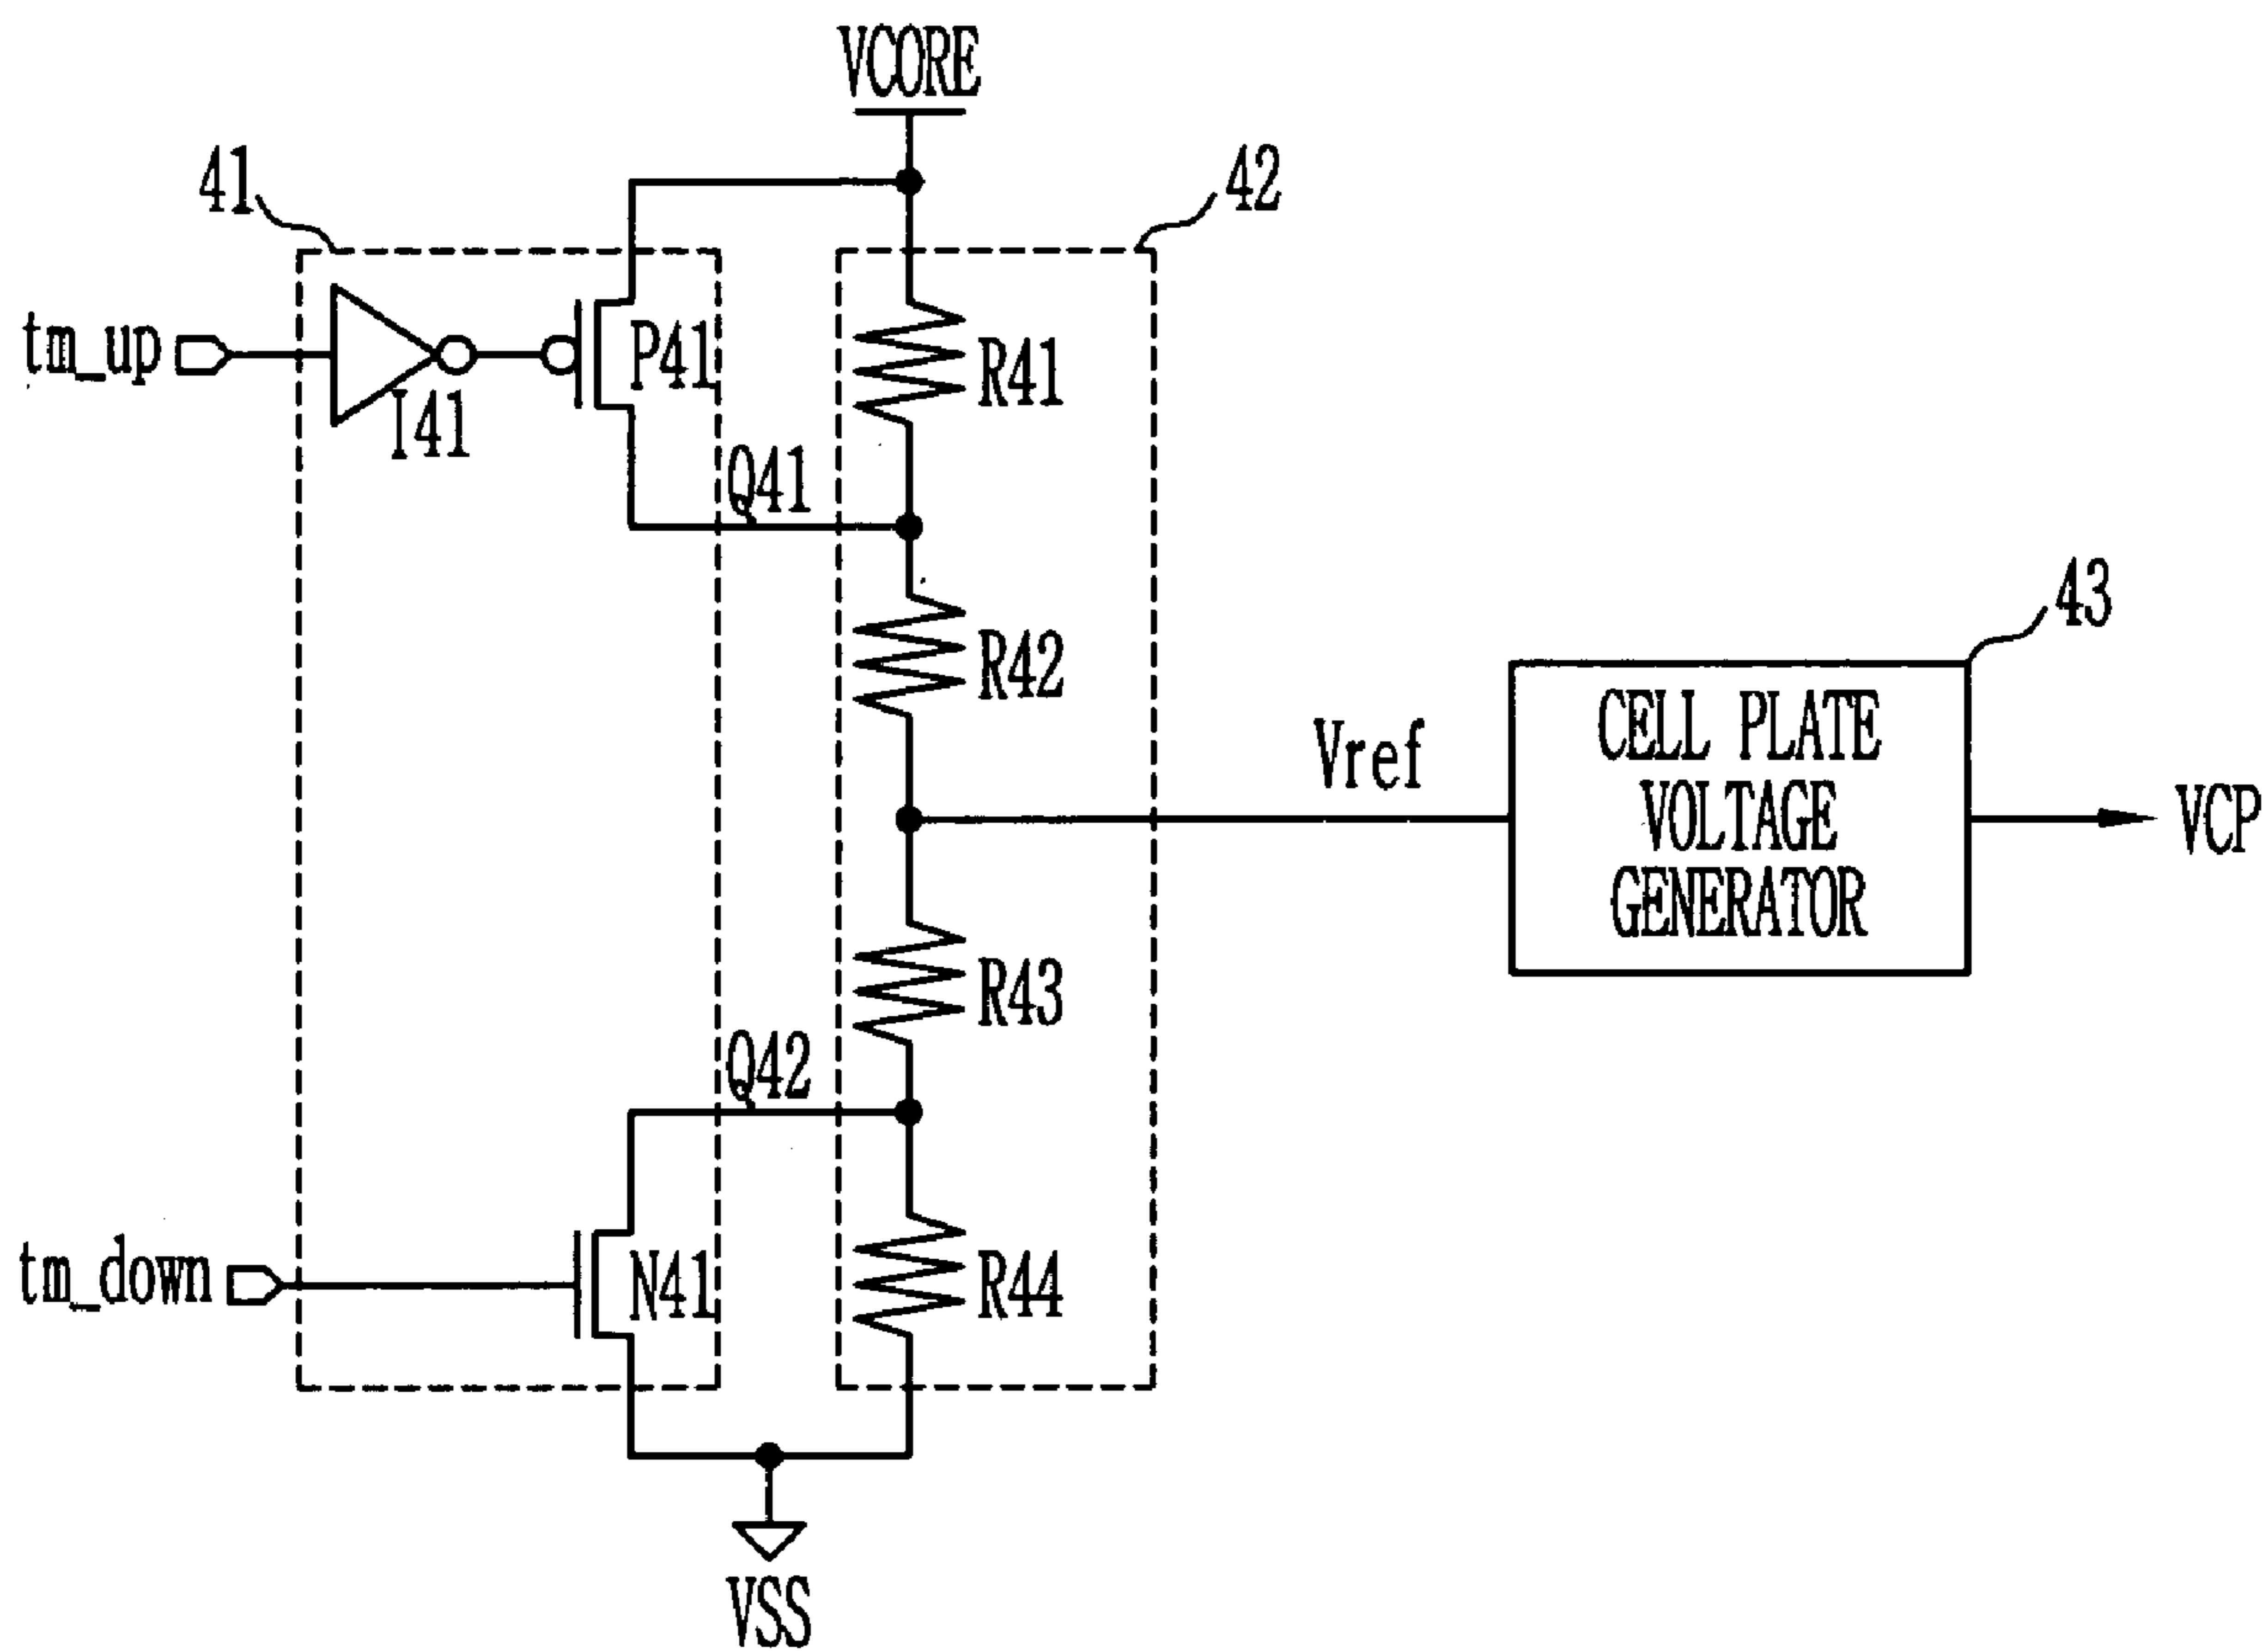 VCORE
41
42
tm_up
P41
R41
I41
Q41
R42
43
CELL PLATE
VOLTAGE
GENERATOR
Vref
VCP
R43
Q42
tm_down
N41
R44
VSS